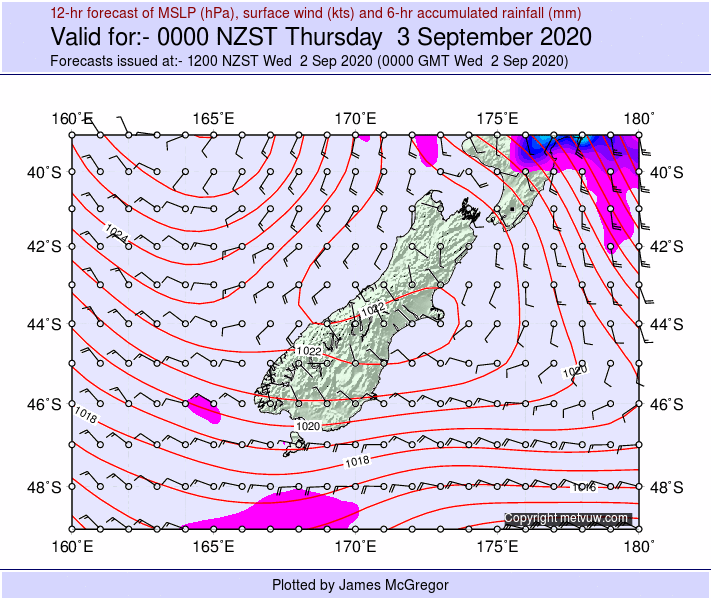 12-hr forecast of MSLP (hPa), surface wind (kts) and 6-hr accumulated rainfall (mm)
Valid for:- 0000 NZST Thursday 3 September 2020
Forecasts issued at:- 1200 NZST Wed 2 Sep 2020 (0000 GMT Wed 2 Sep 2020)
160°E 165°E 170°E 175°E 180°
40°S 40°S
1024
42°S 42°S
1022
44°S 44°S
1022
1020
46°S 46°S
1018
1020
1018
48°S 1016 48°S
Copyright metvuw.com
160°E 165°E 170°E 175°E 180°
Plotted by James McGregor